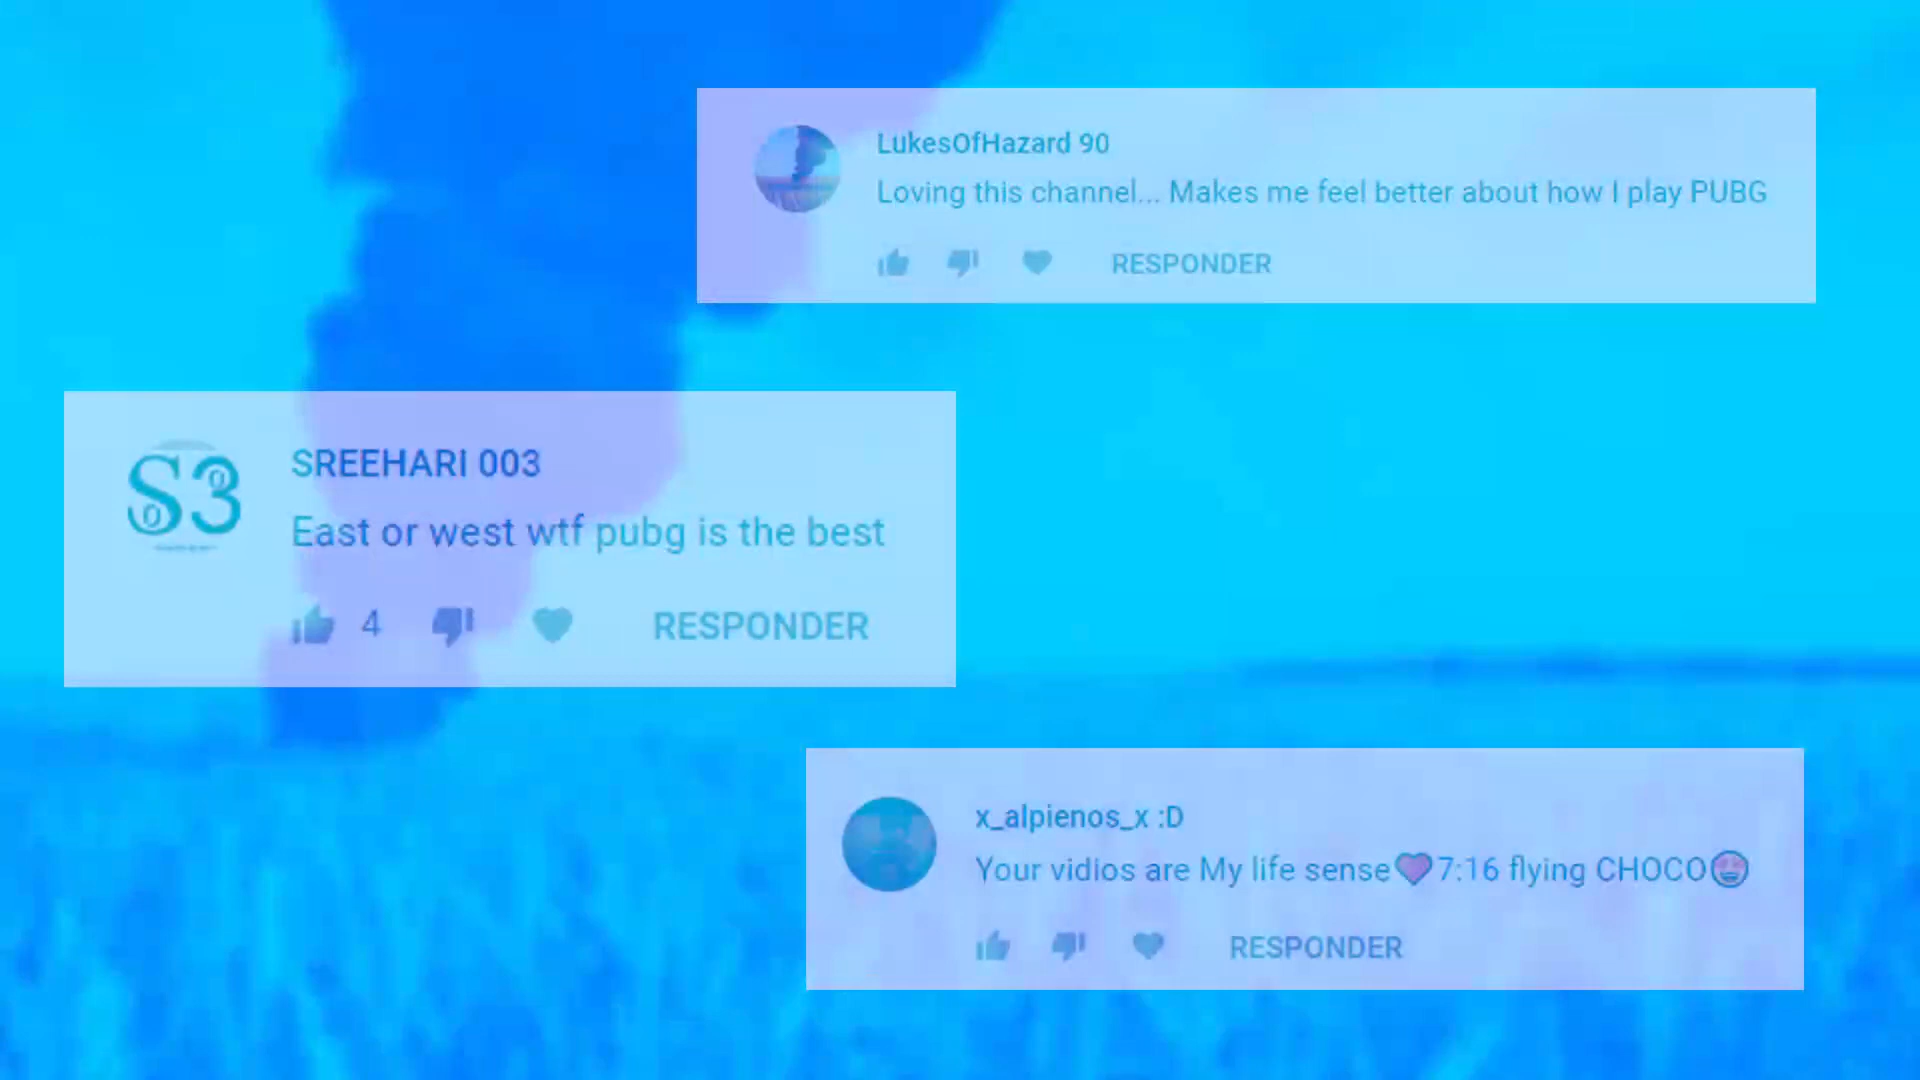 LukesOfHazard 90
Loving this channel... Makes me feel better about how I play PUBG
RESPONDER
S3
SREEHARI 003
East or west wtf pubg is the best
4
RESPONDER
x_alpienos_x :D
Your vidios are My life sense💜7:16 flying CHOCO🤩
RESPONDER